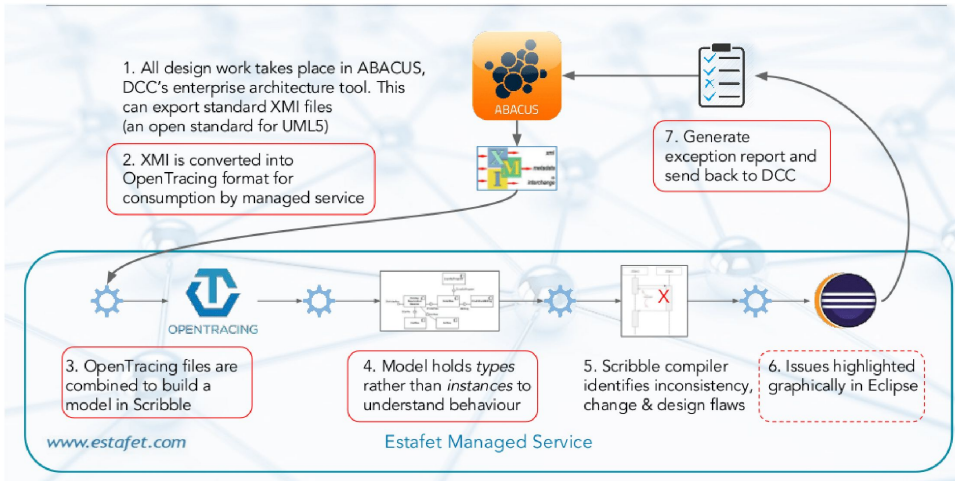 1. All design work takes place in ABACUS,
DCC's enterprise architecture tool. This
can export standard XMI files
(an open standard for UML5)
ABACUS
2. XMI is converted into
OpenTracing format for
consumption by managed service
XMI
xml
metadata
interchange
7. Generate
exception report and
send back to DCC
OPENTRACING
X
3. OpenTracing files are
combined to build a
model in Scribble
4. Model holds types
rather than instances to
understand behaviour
5. Scribble compiler
identifies inconsistency,
change & design flaws
6. Issues highlighted
graphically in Eclipse
www.estafet.com
Estafet Managed Service